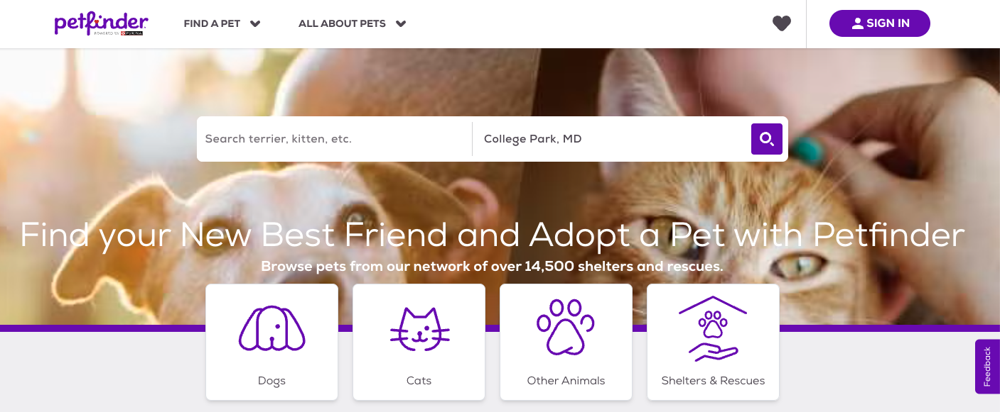 petfinder
POWERED BY PURINA
FIND A PET
ALL ABOUT PETS
SIGN IN
Search terrier, kitten, etc.
College Park, MD
Find your New Best Friend and Adopt a Pet with Petfinder
Browse pets from our network of over 14,500 shelters and rescues.
Dogs
Cats
Other Animals
Shelters & Rescues
Feedback